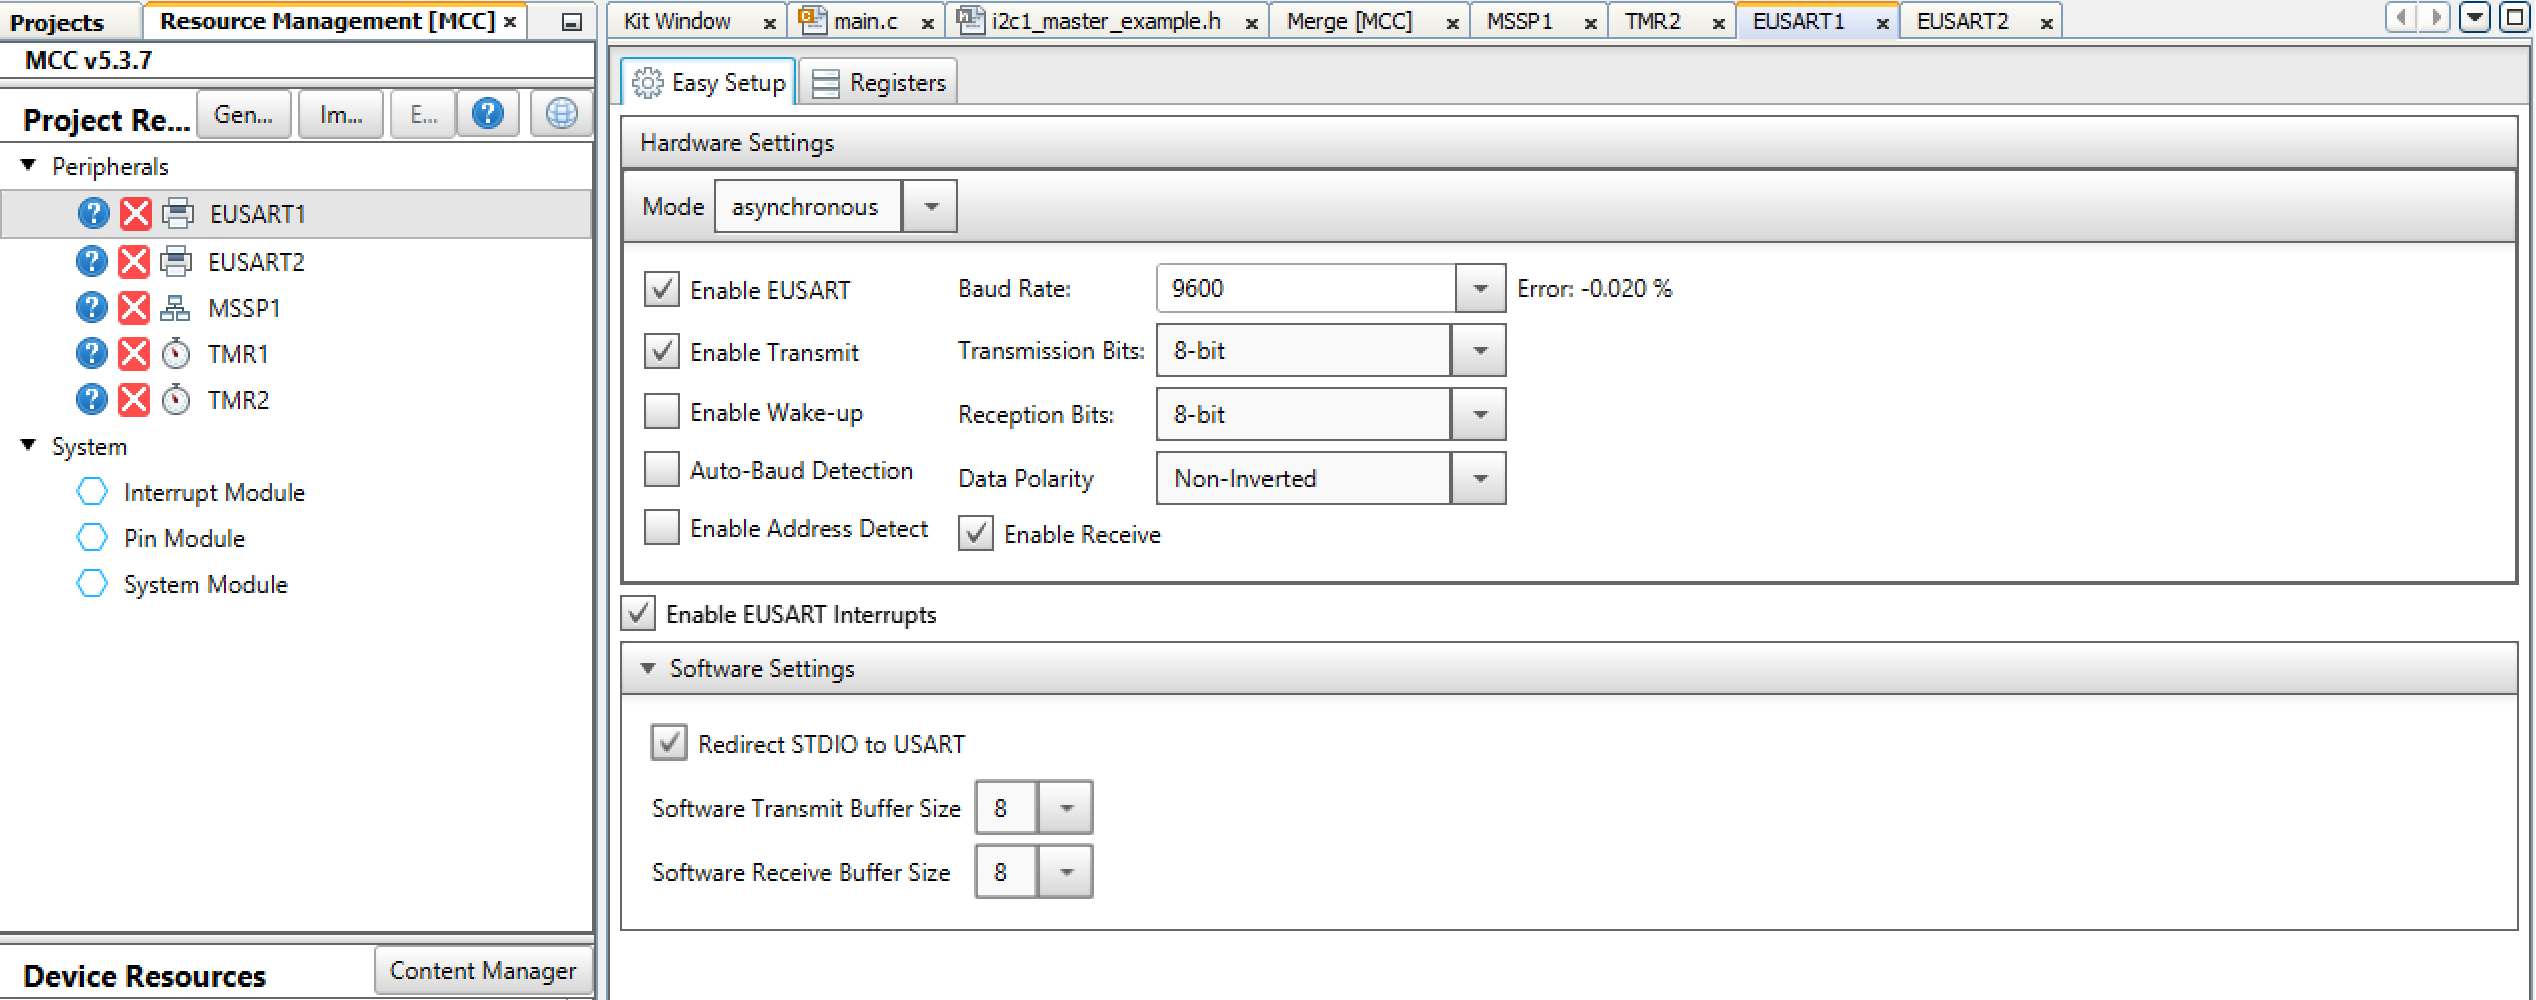 Projects
Resource Management [MCC]
MCC v5.3.7
Project Re... Gen... Im... E...
Peripherals
EUSART1
EUSART2
MSSP1
TMR1
TMR2
System
Interrupt Module
Pin Module
System Module
Device Resources Content Manager
Kit Window main.c i2c1_master_example.h Merge [MCC] MSSP1 TMR2 EUSART1 EUSART2
Easy Setup Registers
Hardware Settings
Mode asynchronous
Enable EUSART Baud Rate: 9600 Error: -0.020 %
Enable Transmit Transmission Bits: 8-bit
Enable Wake-up Reception Bits: 8-bit
Auto-Baud Detection Data Polarity Non-Inverted
Enable Address Detect Enable Receive
Enable EUSART Interrupts
Software Settings
Redirect STDIO to USART
Software Transmit Buffer Size 8
Software Receive Buffer Size 8